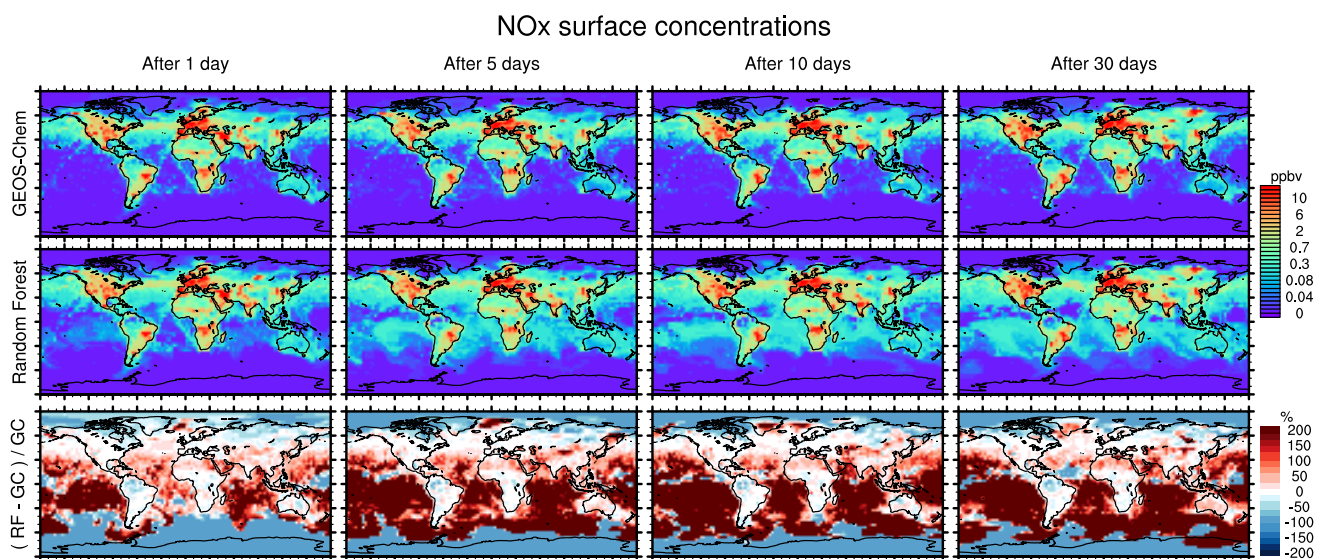 NOx surface concentrations
After 1 day
After 5 days
After 10 days
After 30 days
GEOS-Chem
Random Forest
( RF - GC ) / GC
ppbv
10
6
2
0.7
0.3
0.08
0.04
0
%
200
150
100
50
0
-50
-100
-150
-200